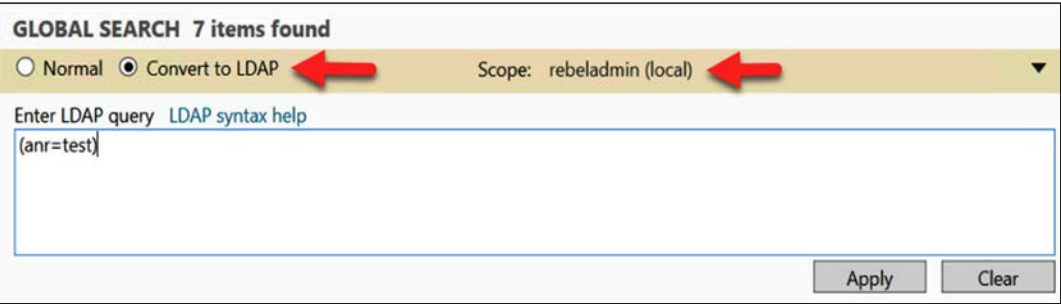 GLOBAL SEARCH 7 items found
Normal Convert to LDAP Scope: rebeladmin (local)
Enter LDAP query LDAP syntax help
(anr=test)
Apply Clear